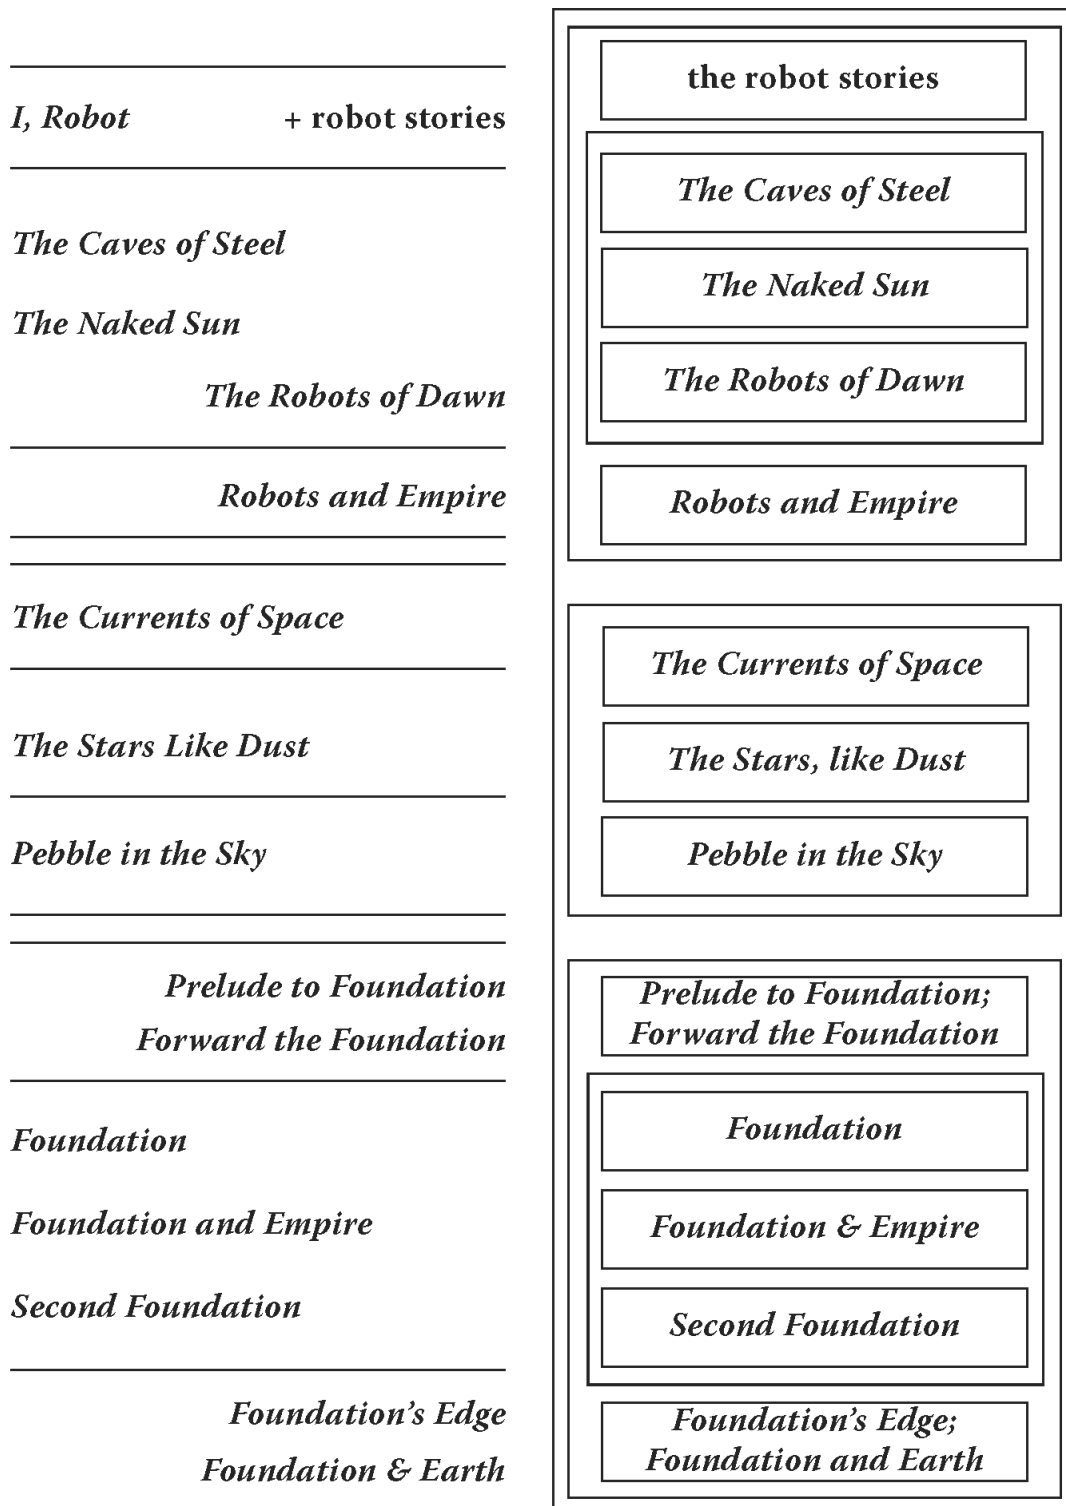 I, Robot + robot stories
The Caves of Steel
The Naked Sun
The Robots of Dawn
Robots and Empire
The Currents of Space
The Stars Like Dust
Pebble in the Sky
Prelude to Foundation
Forward the Foundation
Foundation
Foundation and Empire
Second Foundation
Foundation's Edge
Foundation & Earth
the robot stories
The Caves of Steel
The Naked Sun
The Robots of Dawn
Robots and Empire
The Currents of Space
The Stars, like Dust
Pebble in the Sky
Prelude to Foundation;
Forward the Foundation
Foundation
Foundation & Empire
Second Foundation
Foundation's Edge;
Foundation and Earth